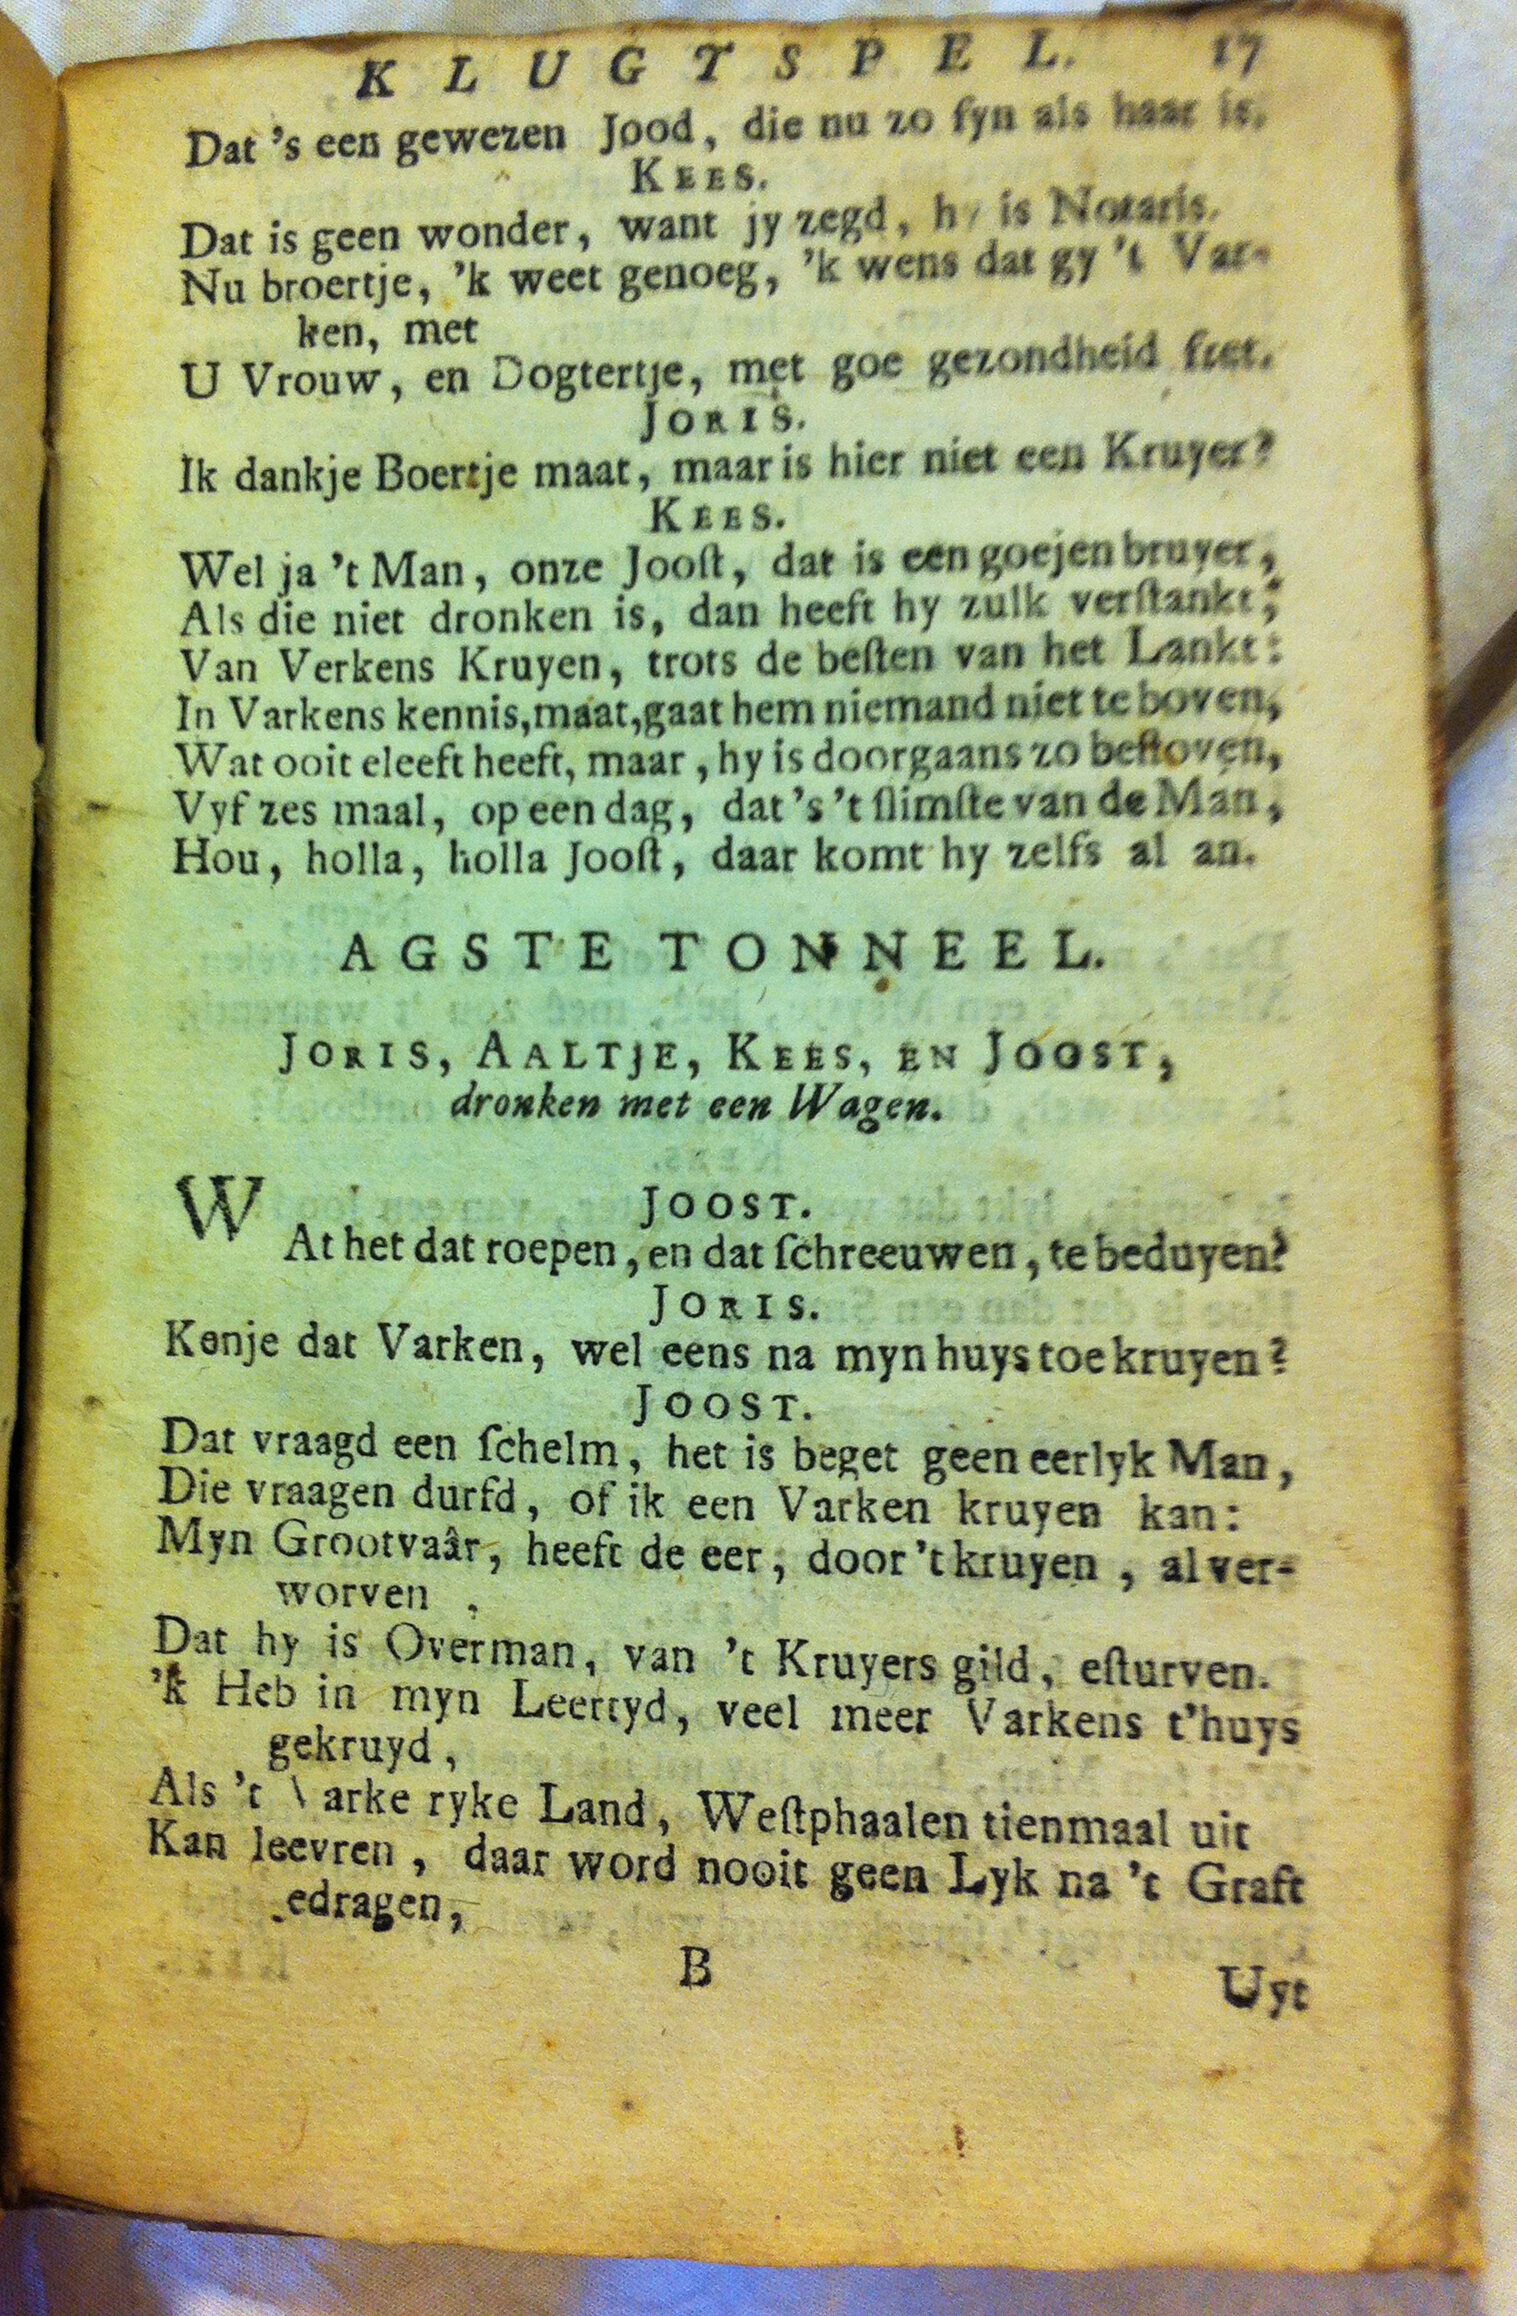 KLUGTSPEL. 17
Dat 's een gewezen Jood, die nu zo fyn als haar is.
KEES.
Dat is geen wonder, want jy zegd, hy is Notaris.
Nu broertje, 'k weet genoeg, 'k wens dat gy 't Var-
ken, met
U Vrouw, en Dogtertje, met goe gezondheid fret.
JORIS.
Ik dankje Boertje maat, maar is hier niet een Kruyer?
KEES.
Wel ja 't Man, onze Jooſt, dat is een goejen bruyer,
Als die niet dronken is, dan heeft hy zulk verſtankt;
Van Verkens Kruyen, trots de beſten van het Lankt:
In Varkens kennis, maat, gaat hem niemand niet te boven,
Wat ooit eleeft heeft, maar, hy is doorgaans zo beſtoven,
Vyf zes maal, op een dag, dat 's 't ſlimſte van de Man,
Hou, holla, holla Jooſt, daar komt hy zelfs al an.
AGSTE TONNEEL.
JORIS, AALTJE, KEES, EN JOOST,
dronken met een Wagen.
JOOST.
WAt het dat roepen, en dat ſchreeuwen, te beduyen?
JORIS.
Konje dat Varken, wel eens na myn huys toe kruyen?
JOOST.
Dat vraagd een ſchelm, het is beget geen eerlyk Man,
Die vraagen durfd, of ik een Varken kruyen kan:
Myn Grootvaâr, heeft de eer, door 't kruyen, al ver-
worven,
Dat hy is Overman, van 't Kruyers gild, eſturven.
'k Heb in myn Leertyd, veel meer Varkens t'huys
gekruyd,
Als 't Varke ryke Land, Weſtphaalen tienmaal uit
Kan leevren, daar word nooit geen Lyk na 't Graft
edragen,
B
Uyt